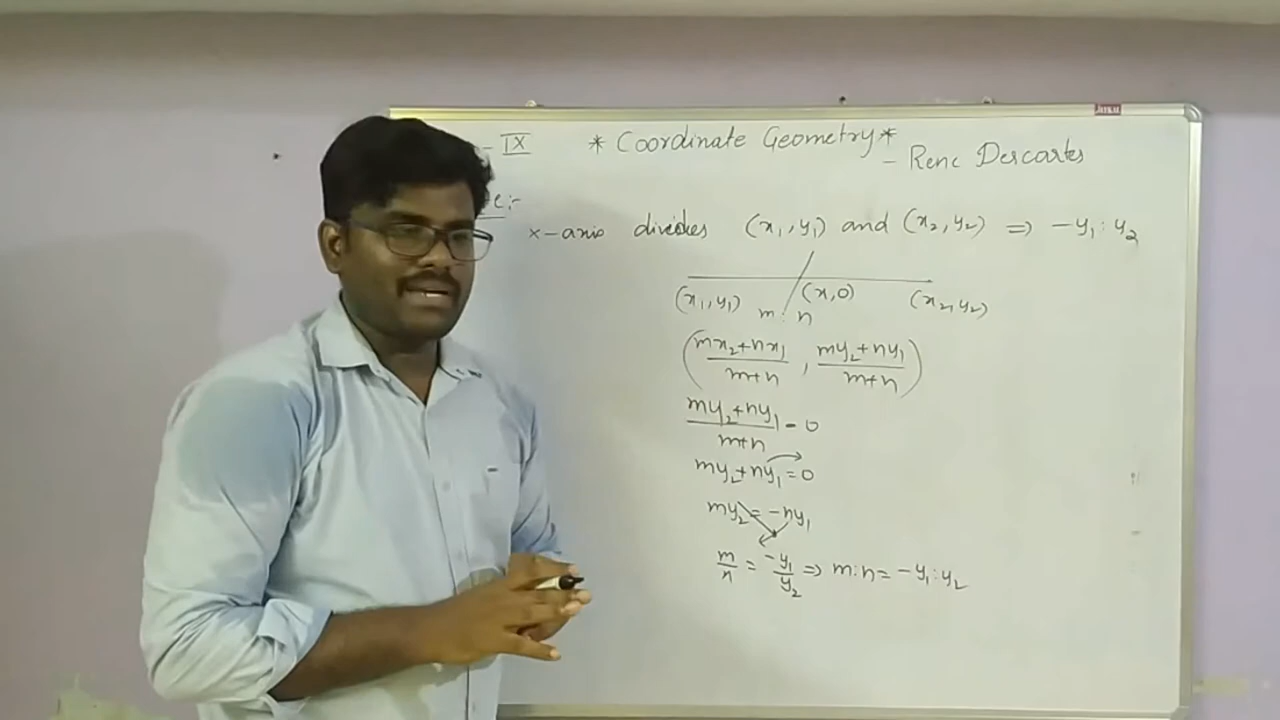 - IX * Coordinate Geometry *
- Rene Descartes
e:-
x-axis divides (x₁, y₁) and (x₂, y₂) ⇒ -y₁ : y₂
(x₁, y₁) (x, 0) (x₂, y₂)
m : n
(mx₂+nx₁/m+n , my₂+ny₁/m+n)
my₂+ny₁/m+n = 0
my₂+ny₁ = 0
my₂ = -ny₁
m/n = -y₁/y₂ ⇒ m:n = -y₁:y₂